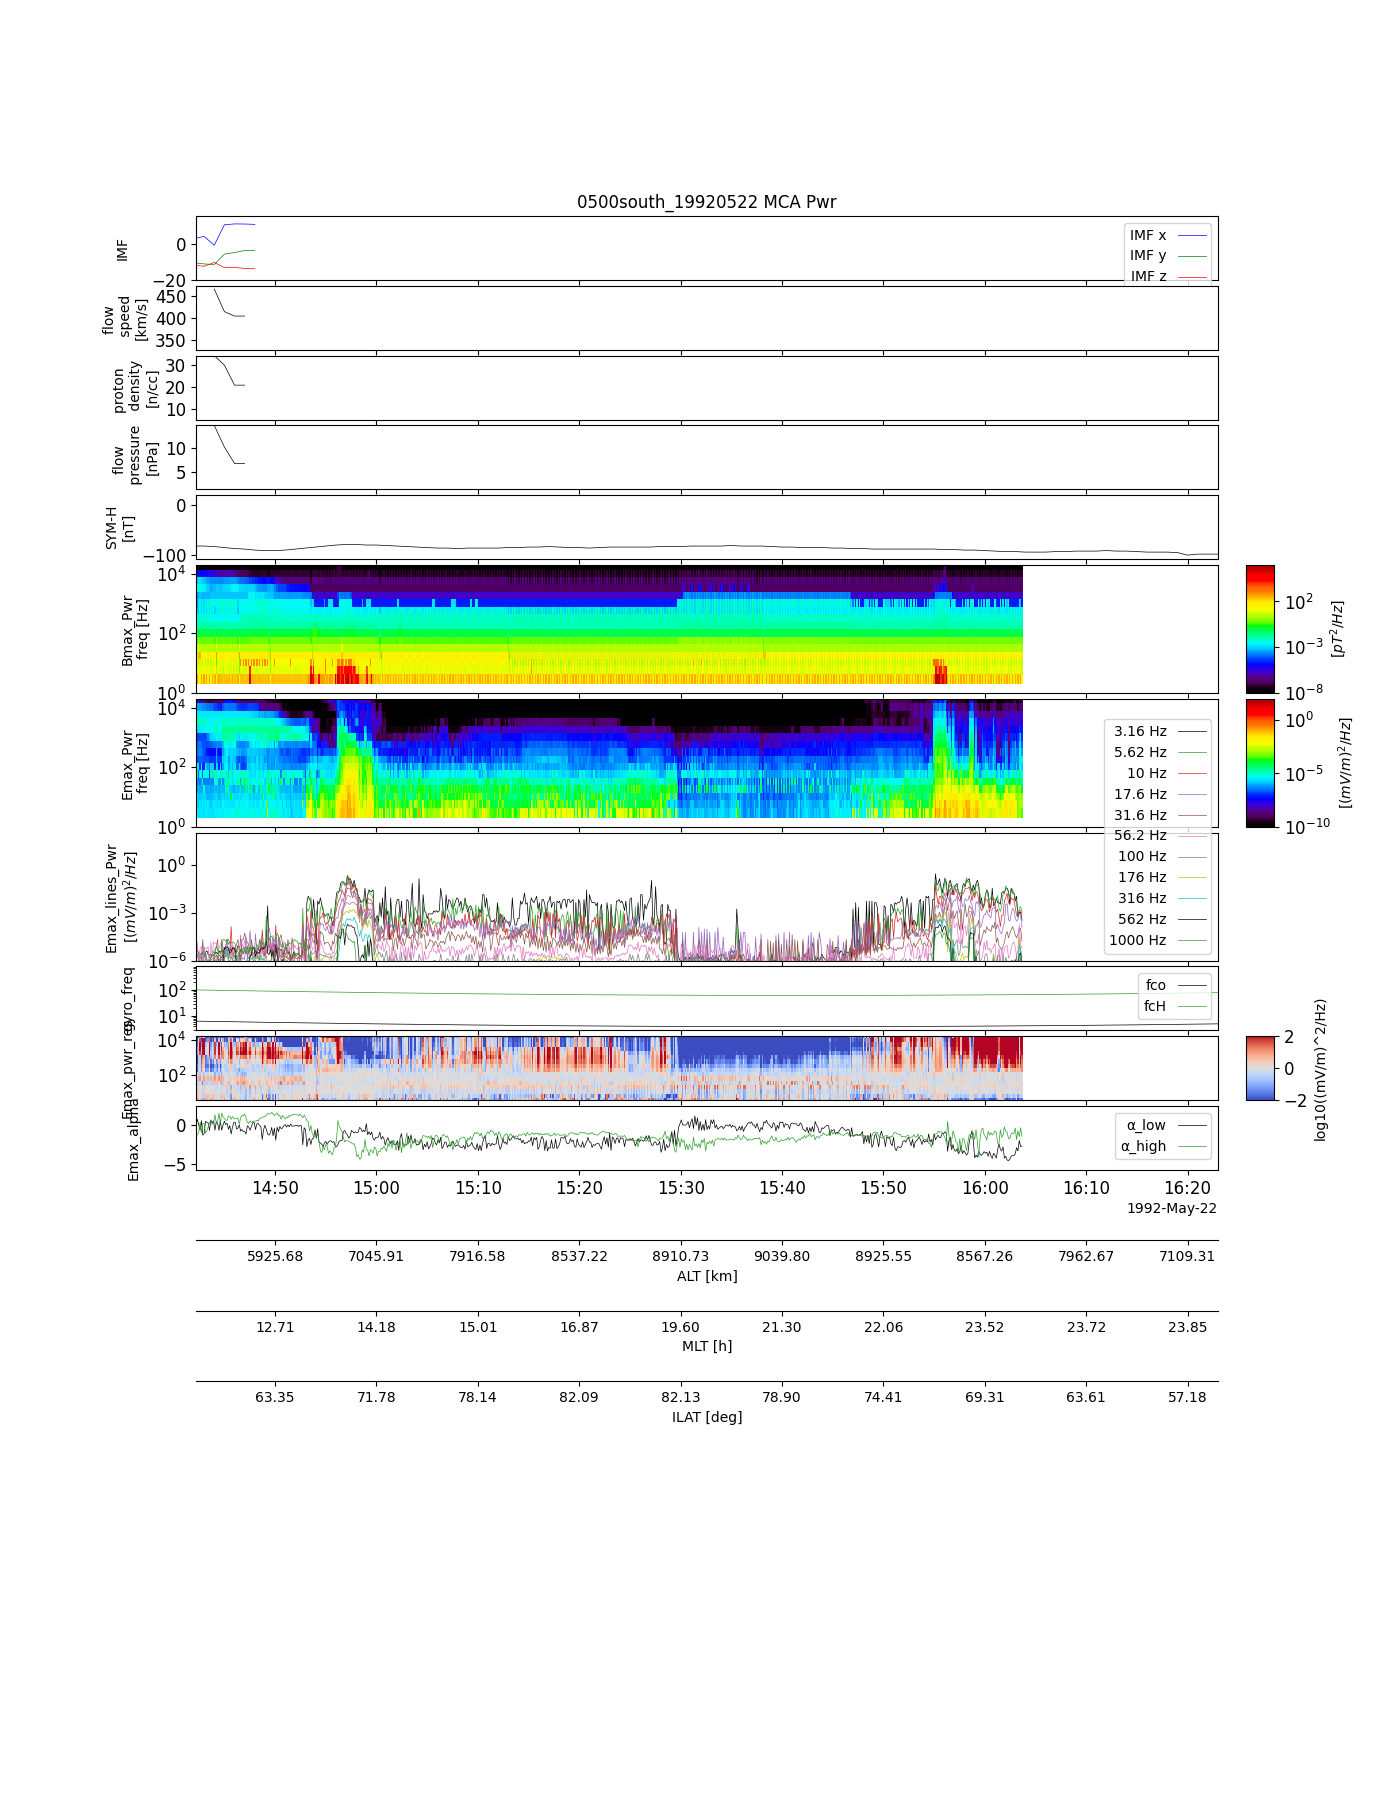 0500south_19920522 MCA Pwr
IMF
0
−20
IMF x
IMF y
IMF z
flow
speed
[km/s]
450
400
350
proton
density
[n/cc]
30
20
10
flow
pressure
[nPa]
10
5
SYM-H
[nT]
0
−100
Bmax_Pwr
freq [Hz]
10^4
10^2
10^0
10^2
10^−3
10^−8
[pT^2/Hz]
Emax_Pwr
freq [Hz]
10^4
10^2
10^0
10^0
10^−5
10^−10
[(mV/m)^2/Hz]
3.16 Hz
5.62 Hz
10 Hz
17.6 Hz
31.6 Hz
56.2 Hz
100 Hz
176 Hz
316 Hz
562 Hz
1000 Hz
Emax_lines_Pwr
[(mV/m)^2/Hz]
10^0
10^−3
10^−6
gyro_freq
10^2
10^1
fco
fcH
Emax_pwr_reg
10^4
10^2
2
0
−2
log10((mV/m)^2/Hz)
Emax_alpha
0
−5
α_low
α_high
14:50 15:00 15:10 15:20 15:30 15:40 15:50 16:00 16:10 16:20
1992-May-22
5925.68 7045.91 7916.58 8537.22 8910.73 9039.80 8925.55 8567.26 7962.67 7109.31
ALT [km]
12.71 14.18 15.01 16.87 19.60 21.30 22.06 23.52 23.72 23.85
MLT [h]
63.35 71.78 78.14 82.09 82.13 78.90 74.41 69.31 63.61 57.18
ILAT [deg]